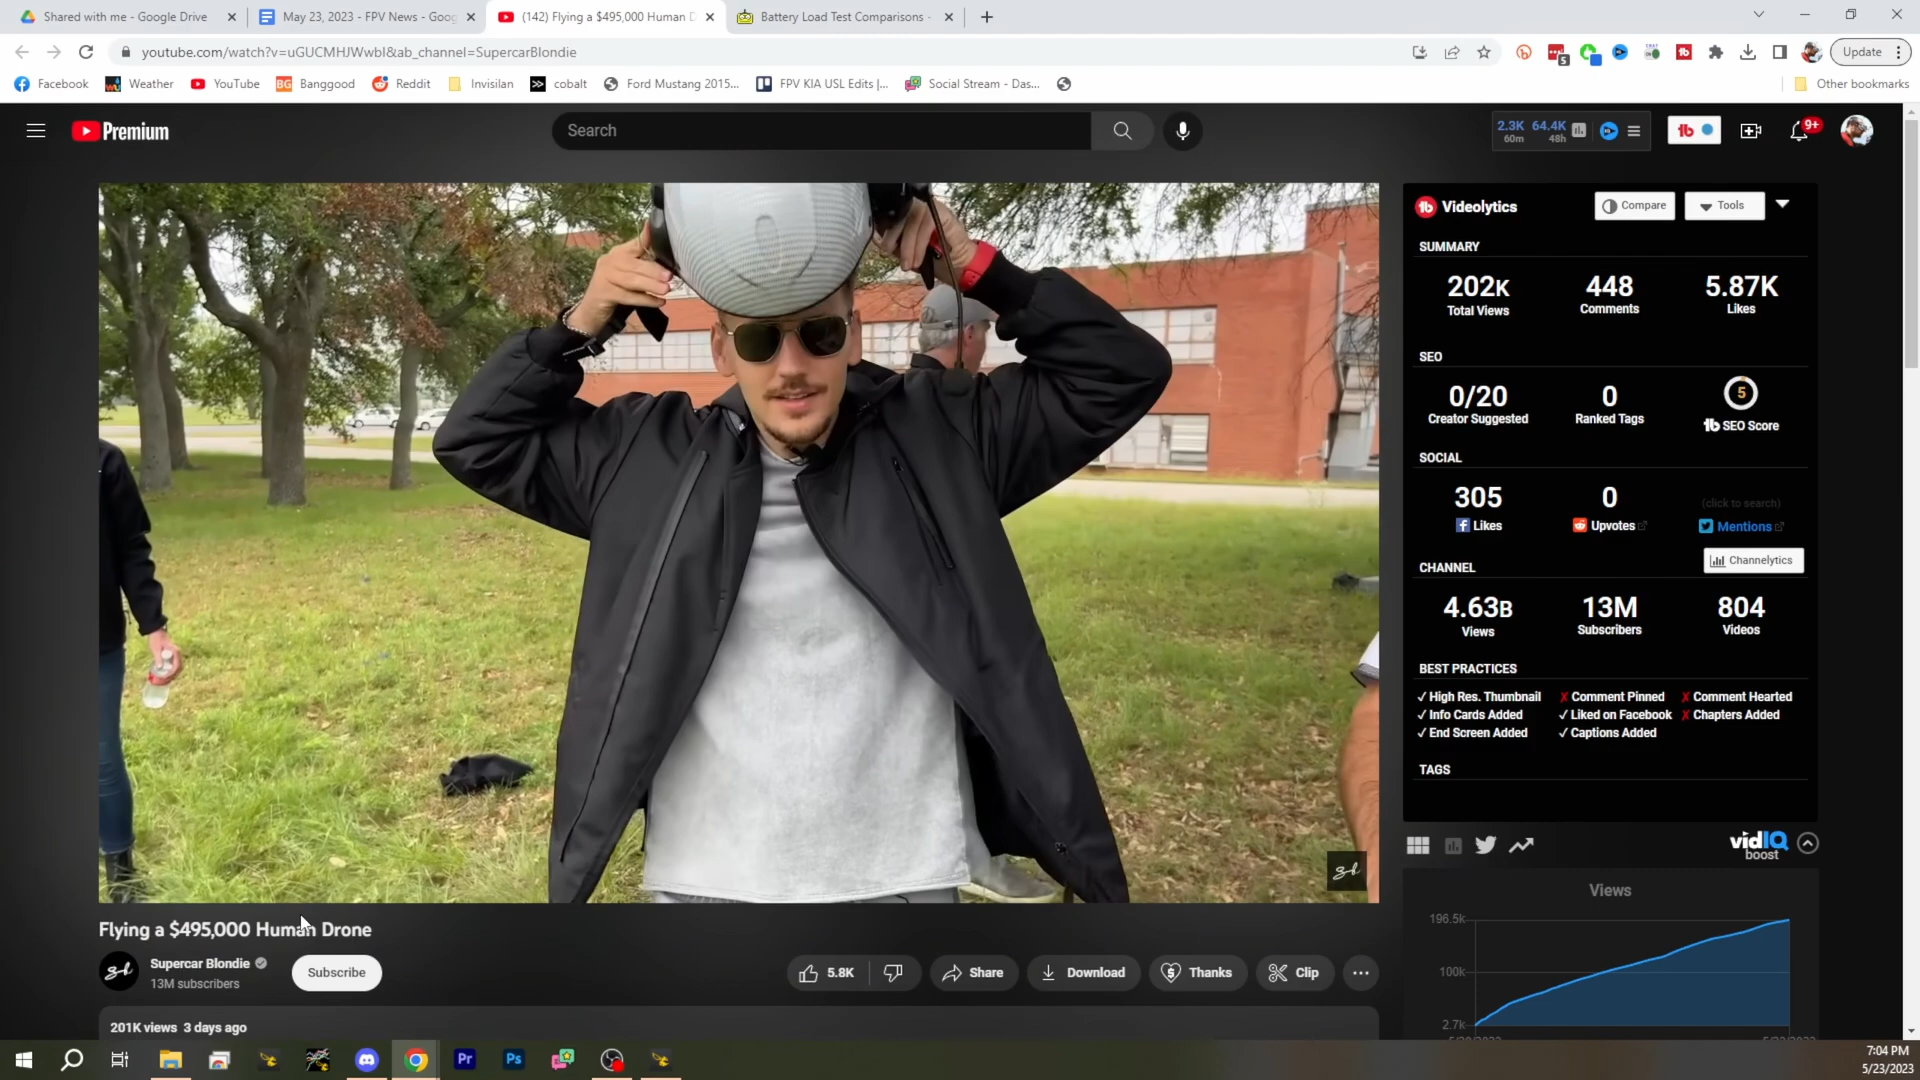 Shared with me - Google Drive
May 23, 2023 - FPV News - Goog
(142) Flying a $495,000 Human D
Battery Load Test Comparisons -
youtube.com/watch?v=uGUCMHJWwbI&ab_channel=SupercarBlondie
5
Update
Facebook
Weather
YouTube
BG Banggood
Reddit
Invisilan
cobalt
Ford Mustang 2015...
FPV KIA USL Edits |...
Social Stream - Das...
Other bookmarks
Premium
Search
2.3K 64.4K
60m 48h
tb
9+
tb Videolytics
Compare
Tools
SUMMARY
202K 448 5.87K
Total Views Comments Likes
SEO
0/20 0 5
Creator Suggested Ranked Tags tb SEO Score
SOCIAL
305 0 (click to search)
Likes Upvotes Mentions
CHANNEL
Channelytics
4.63B 13M 804
Views Subscribers Videos
BEST PRACTICES
✓ High Res. Thumbnail ✗ Comment Pinned ✗ Comment Hearted
✓ Info Cards Added ✓ Liked on Facebook ✗ Chapters Added
✓ End Screen Added ✓ Captions Added
TAGS
vidIQ
boost
Views
196.5k
100k
2.7k
Flying a $495,000 Human Drone
Supercar Blondie
13M subscribers
Subscribe
5.8K
Share
Download
Thanks
Clip
201K views 3 days ago
Pr
Ps
7:04 PM
5/23/2023